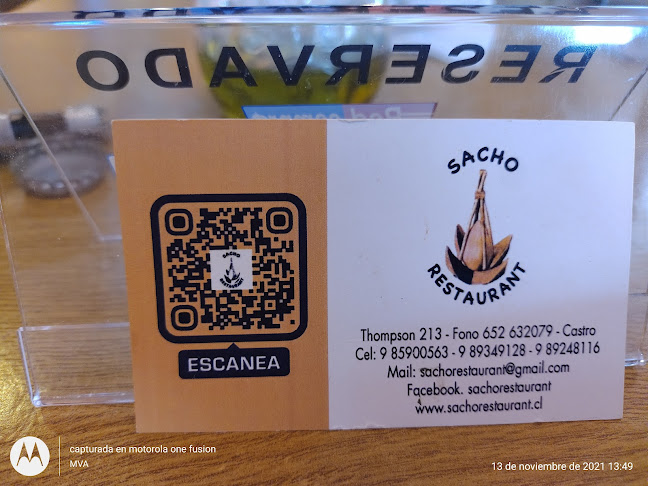 RESERVADO
SACHO
RESTAURANT
SACHO
RESTAURANT
ESCANEA
Thompson 213 - Fono 652 632079 - Castro
Cel: 9 85900563 - 9 89349128 - 9 89248116
Mail: sachorestaurant@gmail.com
Facebook. sachorestaurant
www.sachorestaurant.cl
capturada en motorola one fusion
MVA
13 de noviembre de 2021 13:49